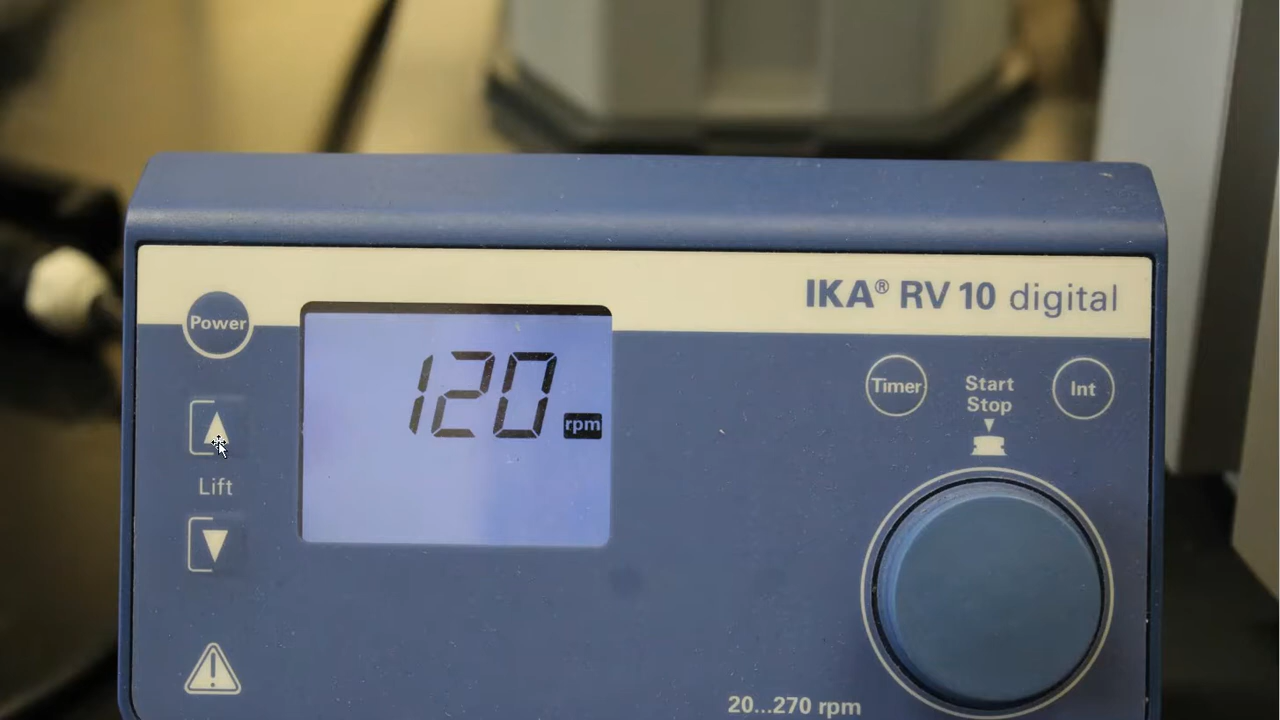 IKA® RV 10 digital
Power
120 rpm
Timer
Start
Stop
Int
Lift
20...270 rpm